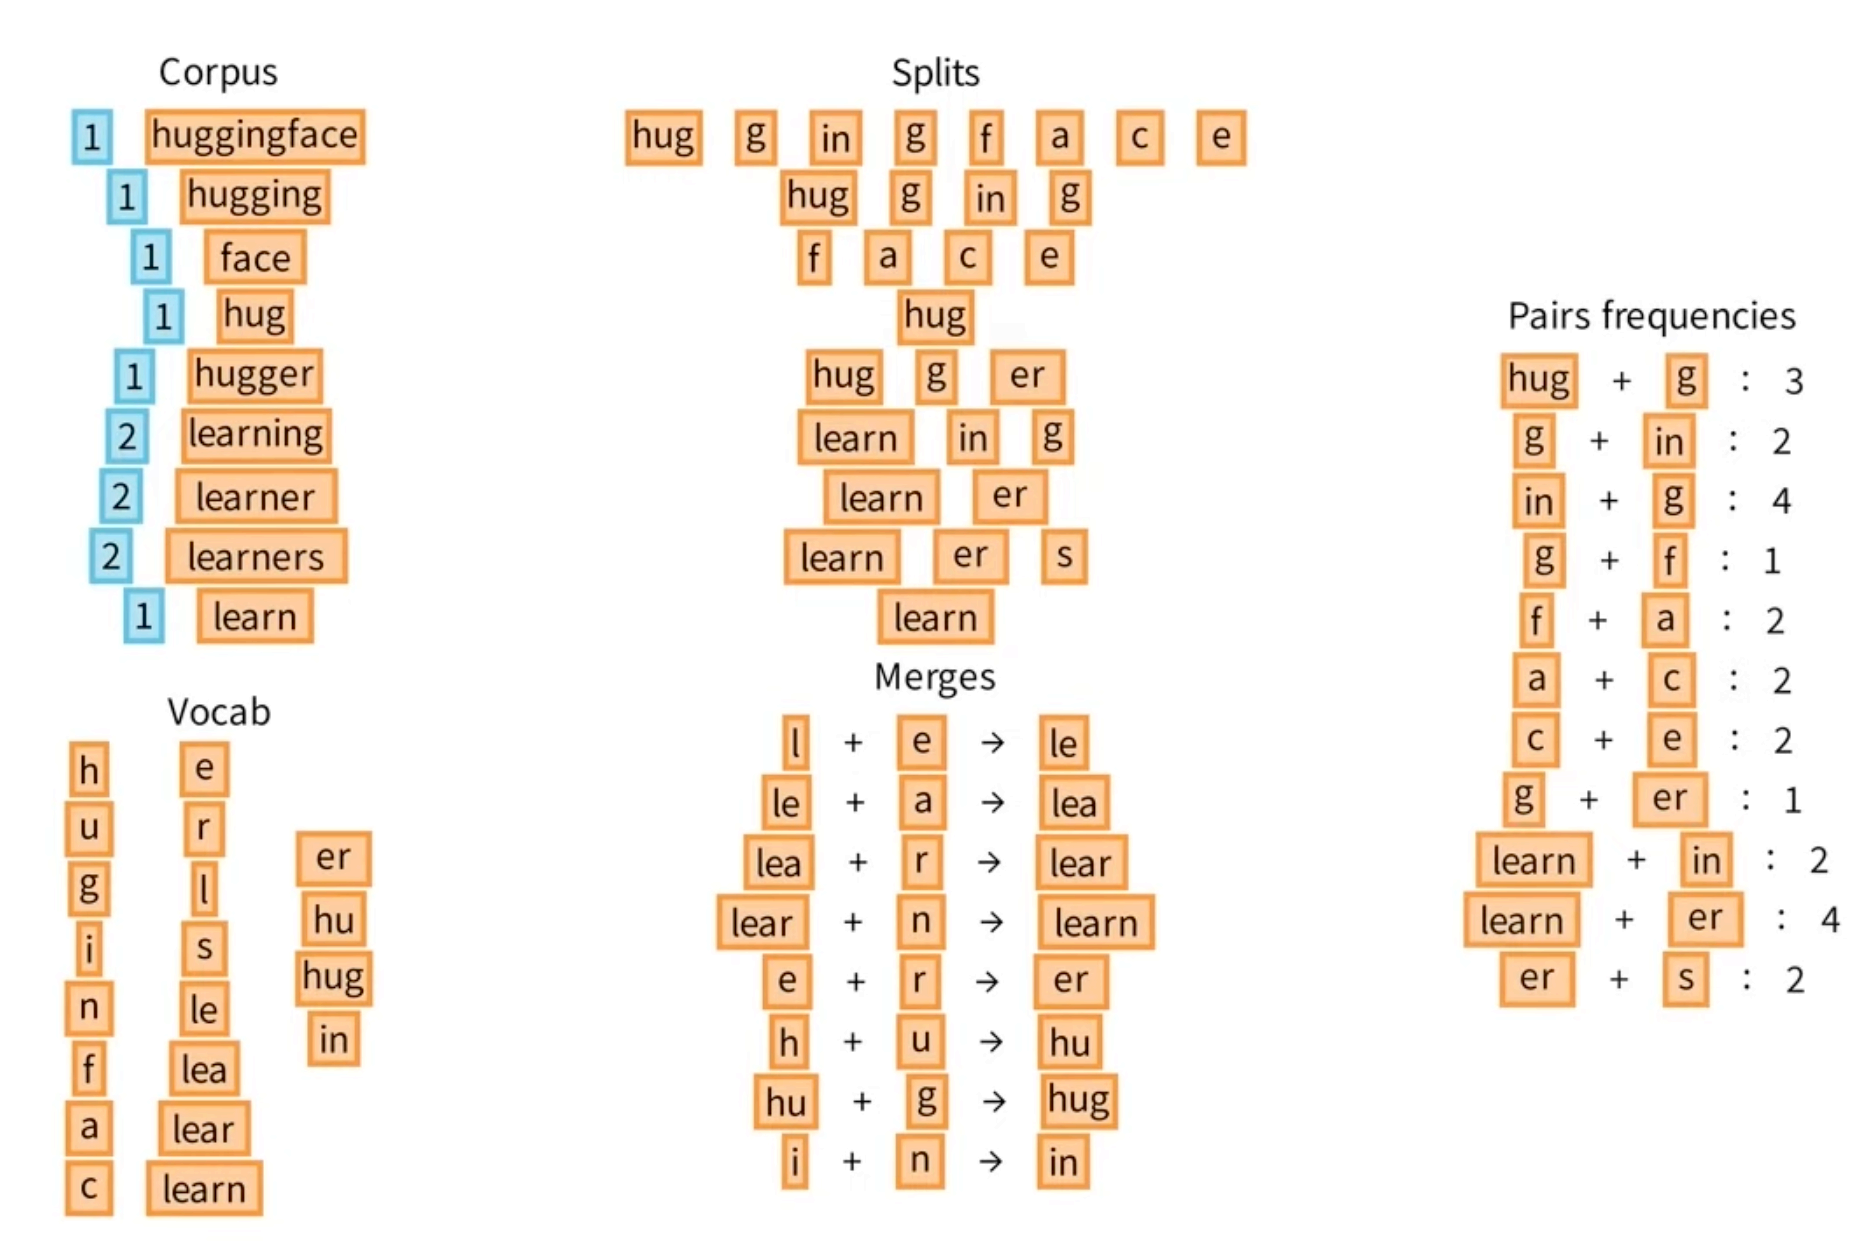 Corpus
1 huggingface
1 hugging
1 face
1 hug
1 hugger
2 learning
2 learner
2 learners
1 learn
Vocab
h e
u r
g l
i s
n le
f lea
a lear
c learn
er
hu
hug
in
Splits
hug g in g f a c e
hug g in g
f a c e
hug
hug g er
learn in g
learn er
learn er s
learn
Merges
l + e → le
le + a → lea
lea + r → lear
lear + n → learn
e + r → er
h + u → hu
hu + g → hug
i + n → in
Pairs frequencies
hug + g : 3
g + in : 2
in + g : 4
g + f : 1
f + a : 2
a + c : 2
c + e : 2
g + er : 1
learn + in : 2
learn + er : 4
er + s : 2